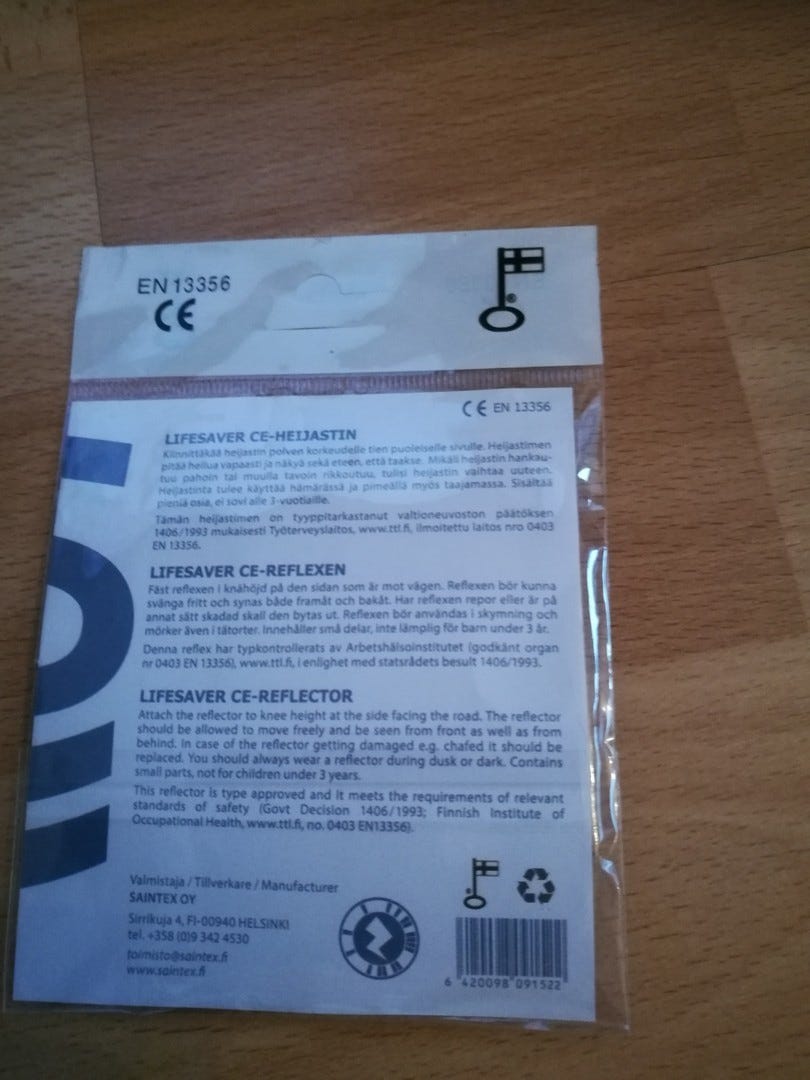 EN 13356
CE
®
CE EN 13356
LIFESAVER CE-HEIJASTIN
Kiinnittäkää heijastin polven korkeudelle tien puoleiselle sivulle. Heijastimen
pitää heilua vapaasti ja näkyä sekä eteen, että taakse. Mikäli heijastin hankau-
tuu pahoin tai muulla tavoin rikkoutuu, tulisi heijastin vaihtaa uuteen.
Heijastinta tulee käyttää hämärässä ja pimeällä myös taajamassa. Sisältää
pieniä osia, ei sovi alle 3-vuotiaille.
Tämän heijastimen on tyyppitarkastanut valtioneuvoston päätöksen
1406/1993 mukaisesti Työterveyslaitos, www.ttl.fi, ilmoitettu laitos nro 0403
EN 13356.
LIFESAVER CE-REFLEXEN
Fäst reflexen i knähöjd på den sidan som är mot vägen. Reflexen bör kunna
svänga fritt och synas både framåt och bakåt. Har reflexen repor eller är på
annat sätt skadad skall den bytas ut. Reflexen bör användas i skymning och
mörker även i tätorter. Innehåller små delar, inte lämplig för barn under 3 år.
Denna reflex har typkontrollerats av Arbetshälsoinstitutet (godkänt organ
nr 0403 EN 13356), www.ttl.fi, i enlighet med statsrådets besult 1406/1993.
LIFESAVER CE-REFLECTOR
Attach the reflector to knee height at the side facing the road. The reflector
should be allowed to move freely and be seen from front as well as from
behind. In case of the reflector getting damaged e.g. chafed it should be
replaced. You should always wear a reflector during dusk or dark. Contains
small parts, not for children under 3 years.
This reflector is type approved and it meets the requirements of relevant
standards of safety (Govt Decision 1406/1993; Finnish Institute of
Occupational Health, www.ttl.fi, no. 0403 EN13356).
Valmistaja / Tillverkare / Manufacturer
SAINTEX OY
Sirrikuja 4, FI-00940 HELSINKI
tel. +358 (0)9 342 4530
toimisto@saintex.fi
www.saintex.fi
6 420098 091522